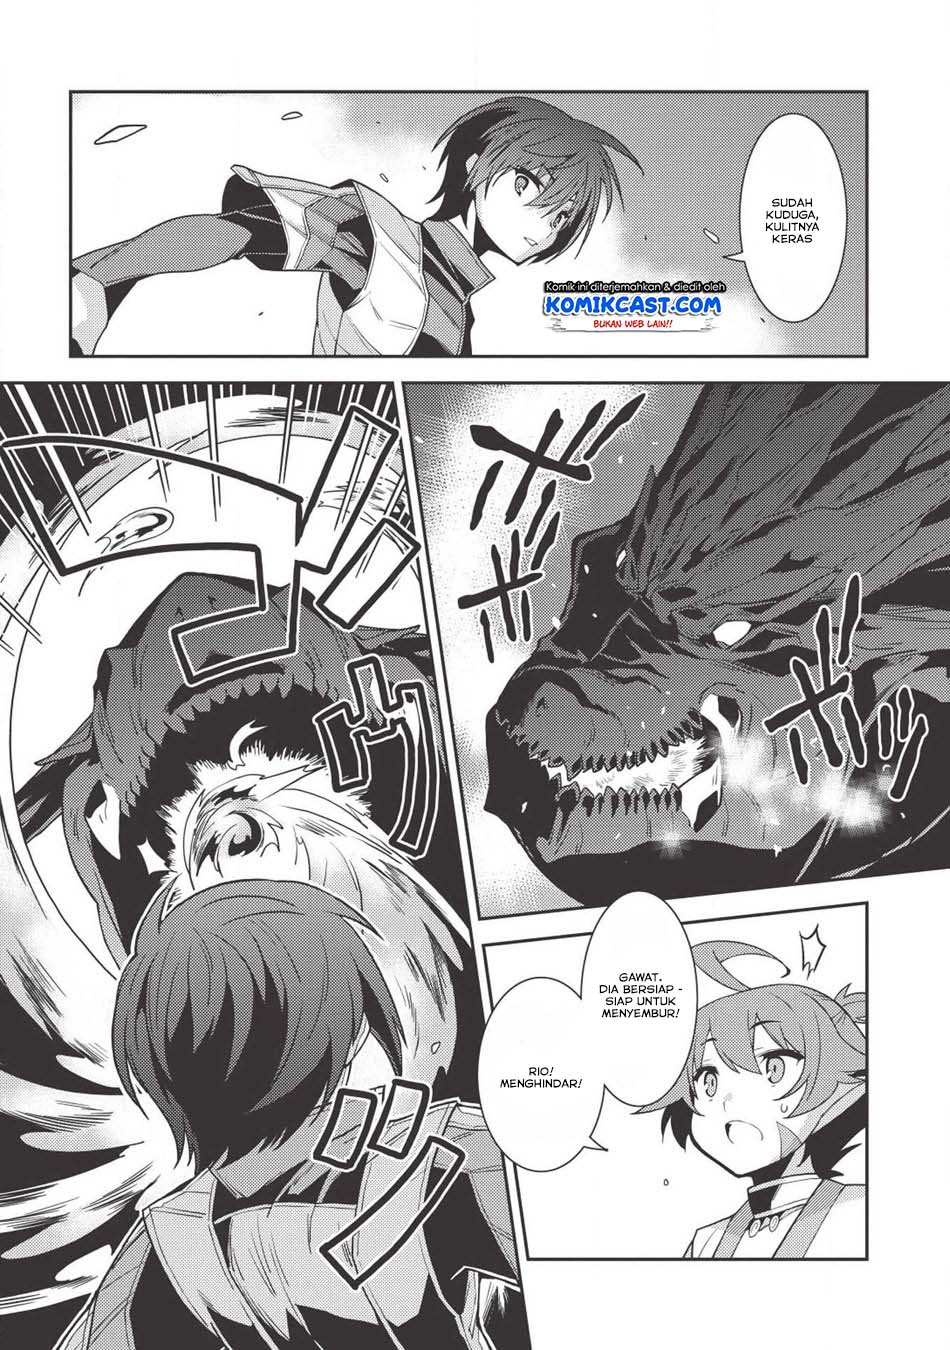 SUDAH
KUDUGA,
KULITNYA
KERAS
Komik ini diterjemahkan & diedit oleh
KOMIKCAST.COM
BUKAN WEB LAIN!!
GAWAT.
DIA BERSIAP -
SIAP UNTUK
MENYEMBUR!
RIO!
MENGHINDAR!